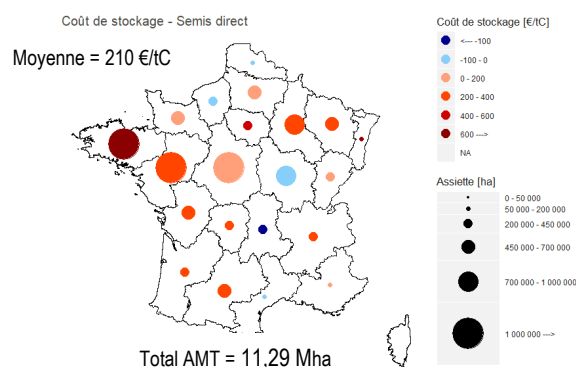 Coût de stockage - Semis direct
Moyenne = 210 €/tC
Total AMT = 11,29 Mha
Coût de stockage [€/tC]
<--- -100
-100 - 0
0 - 200
200 - 400
400 - 600
600 --->
NA
Assiette [ha]
0 - 50 000
50 000 - 200 000
200 000 - 450 000
450 000 - 700 000
700 000 - 1 000 000
1 000 000 --->